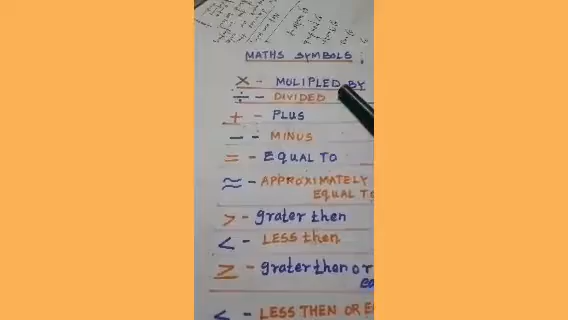 MATHS SYMBOLS :
× - MULIPLED BY
÷ - DIVIDED
+ - PLUS
- - MINUS
= - EQUAL TO
≈ - APPROXIMATELY
EQUAL TO
> - grater then
< - LESS then
≥ - grater then or
< - LESS THEN OR